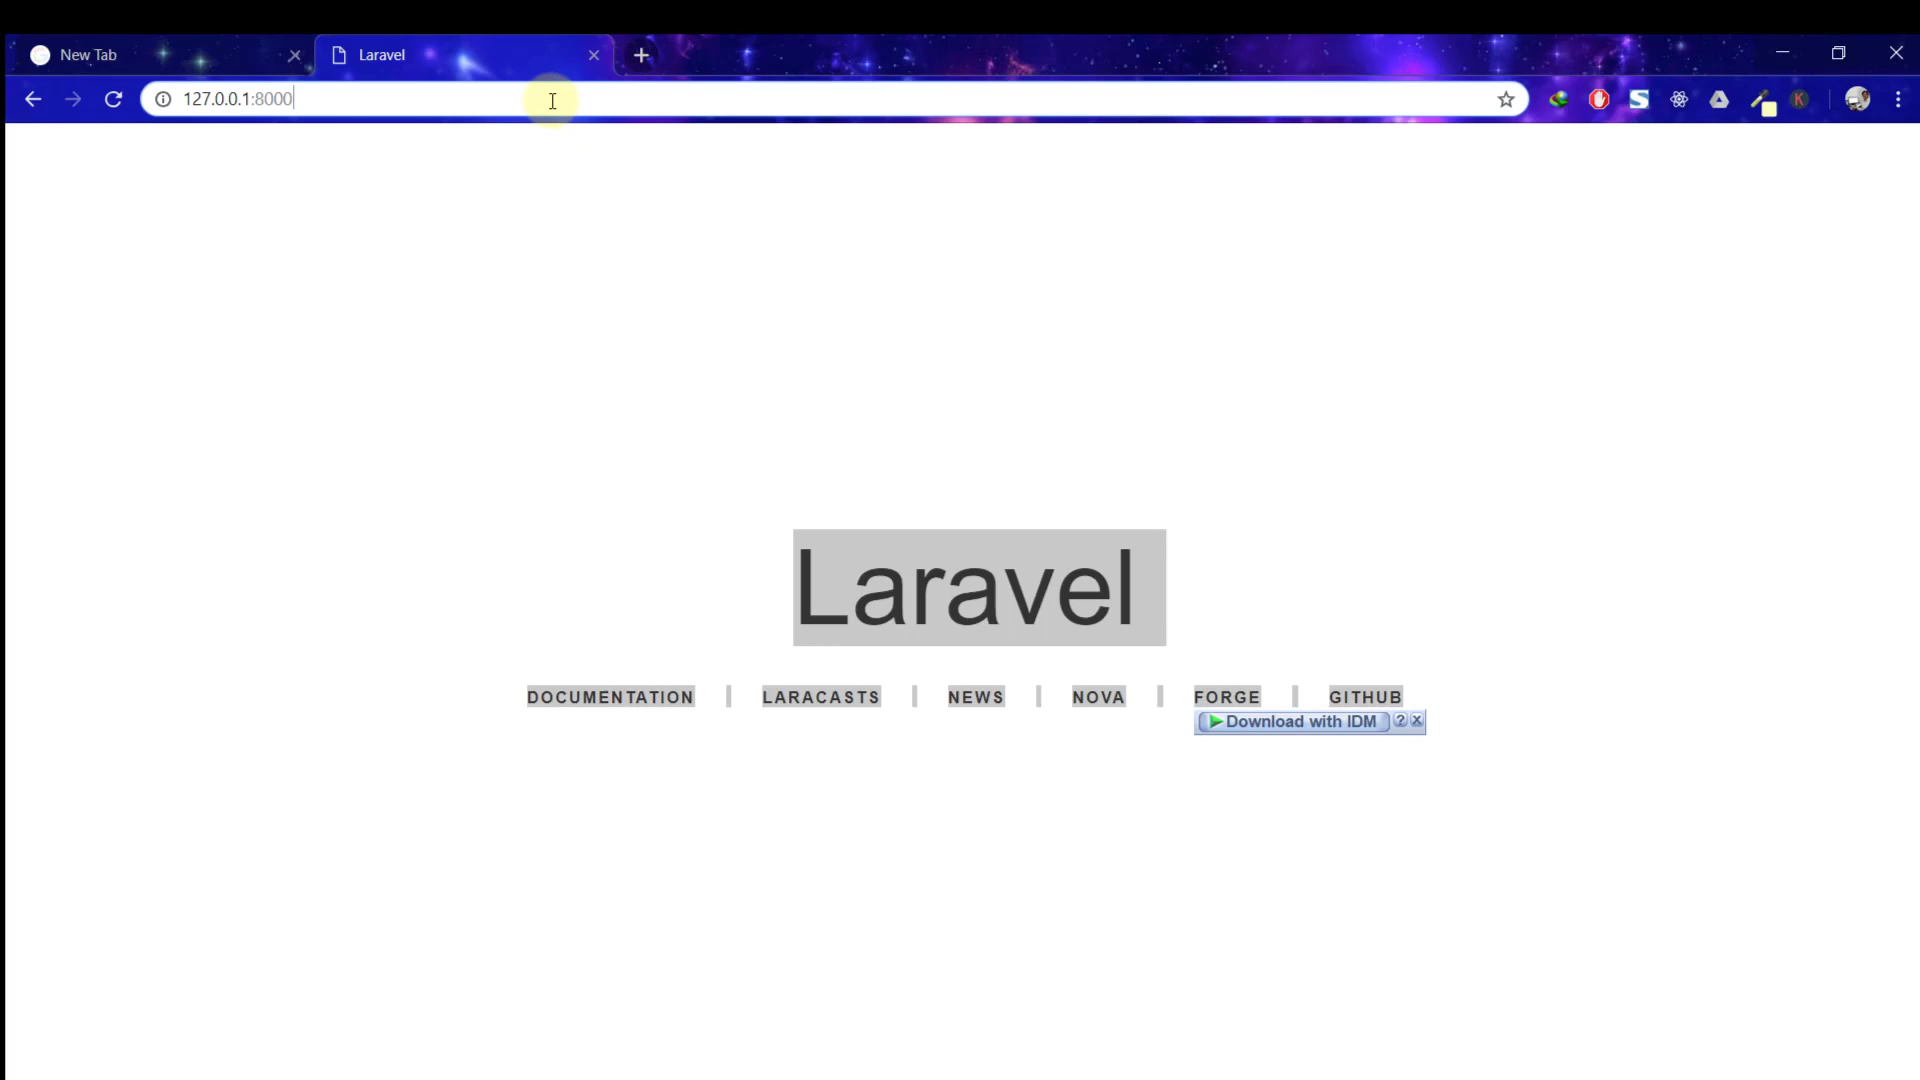 New Tab
Laravel
127.0.0.1:8000
Laravel
DOCUMENTATION | LARACASTS | NEWS | NOVA | FORGE | GITHUB
Download with IDM ? x